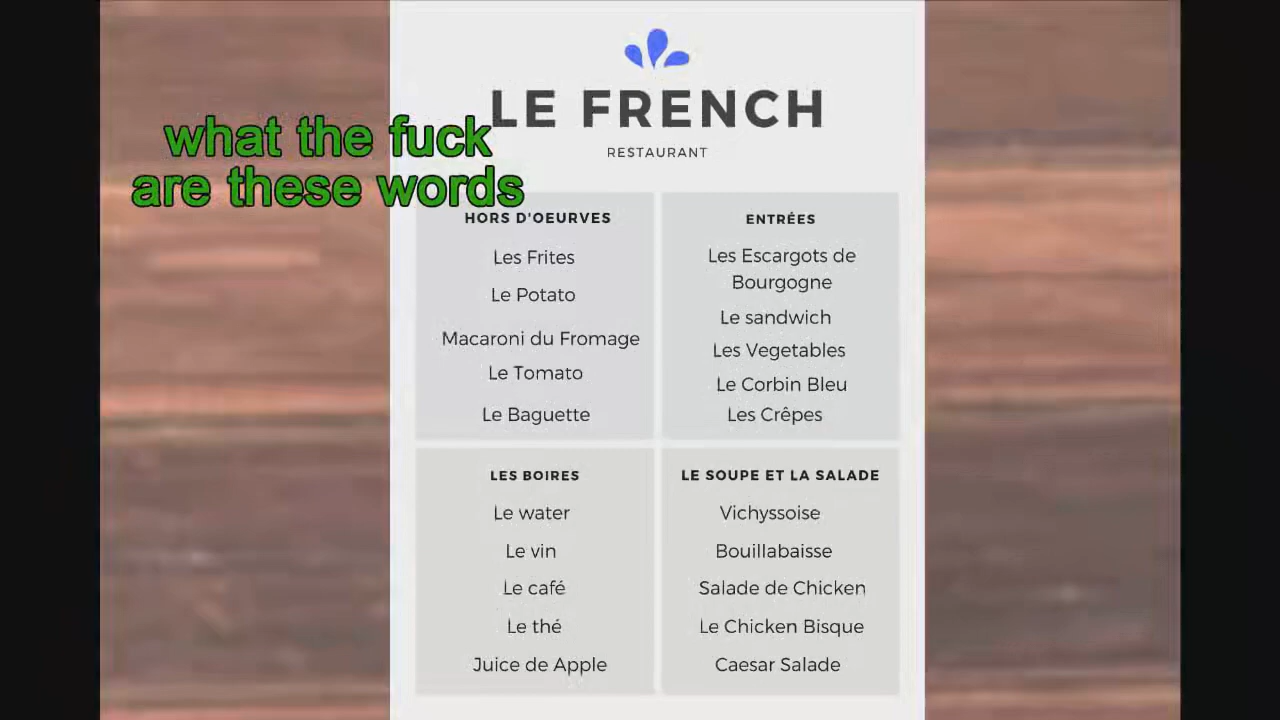 LE FRENCH
RESTAURANT
what the fuck
are these words
HORS D'OEURVES
Les Frites
Le Potato
Macaroni du Fromage
Le Tomato
Le Baguette
ENTRÉES
Les Escargots de
Bourgogne
Le sandwich
Les Vegetables
Le Corbin Bleu
Les Crêpes
LES BOIRES
Le water
Le vin
Le café
Le thé
Juice de Apple
LE SOUPE ET LA SALADE
Vichyssoise
Bouillabaisse
Salade de Chicken
Le Chicken Bisque
Caesar Salade